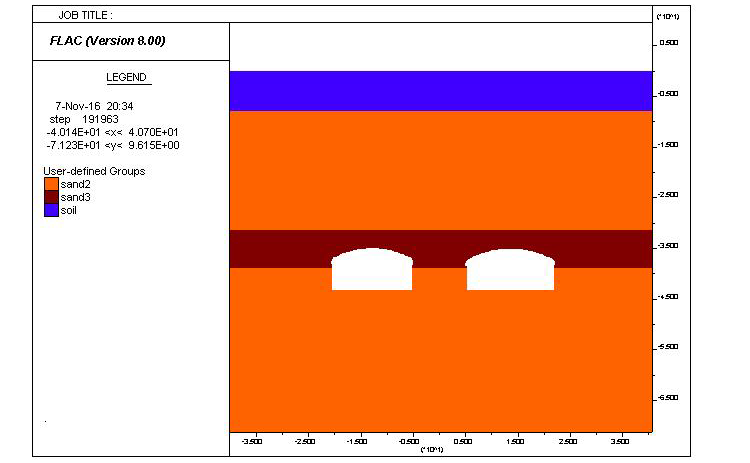 JOB TITLE :
FLAC (Version 8.00)
LEGEND
7-Nov-16 20:34
step 191963
-4.014E+01 <x< 4.070E+01
-7.123E+01 <y< 9.615E+00
User-defined Groups
sand2
sand3
soil
(*10^1)
0.500
-0.500
-1.500
-2.500
-3.500
-4.500
-5.500
-6.500
-3.500 -2.500 -1.500 -0.500 0.500 1.500 2.500 3.500
(*10^1)